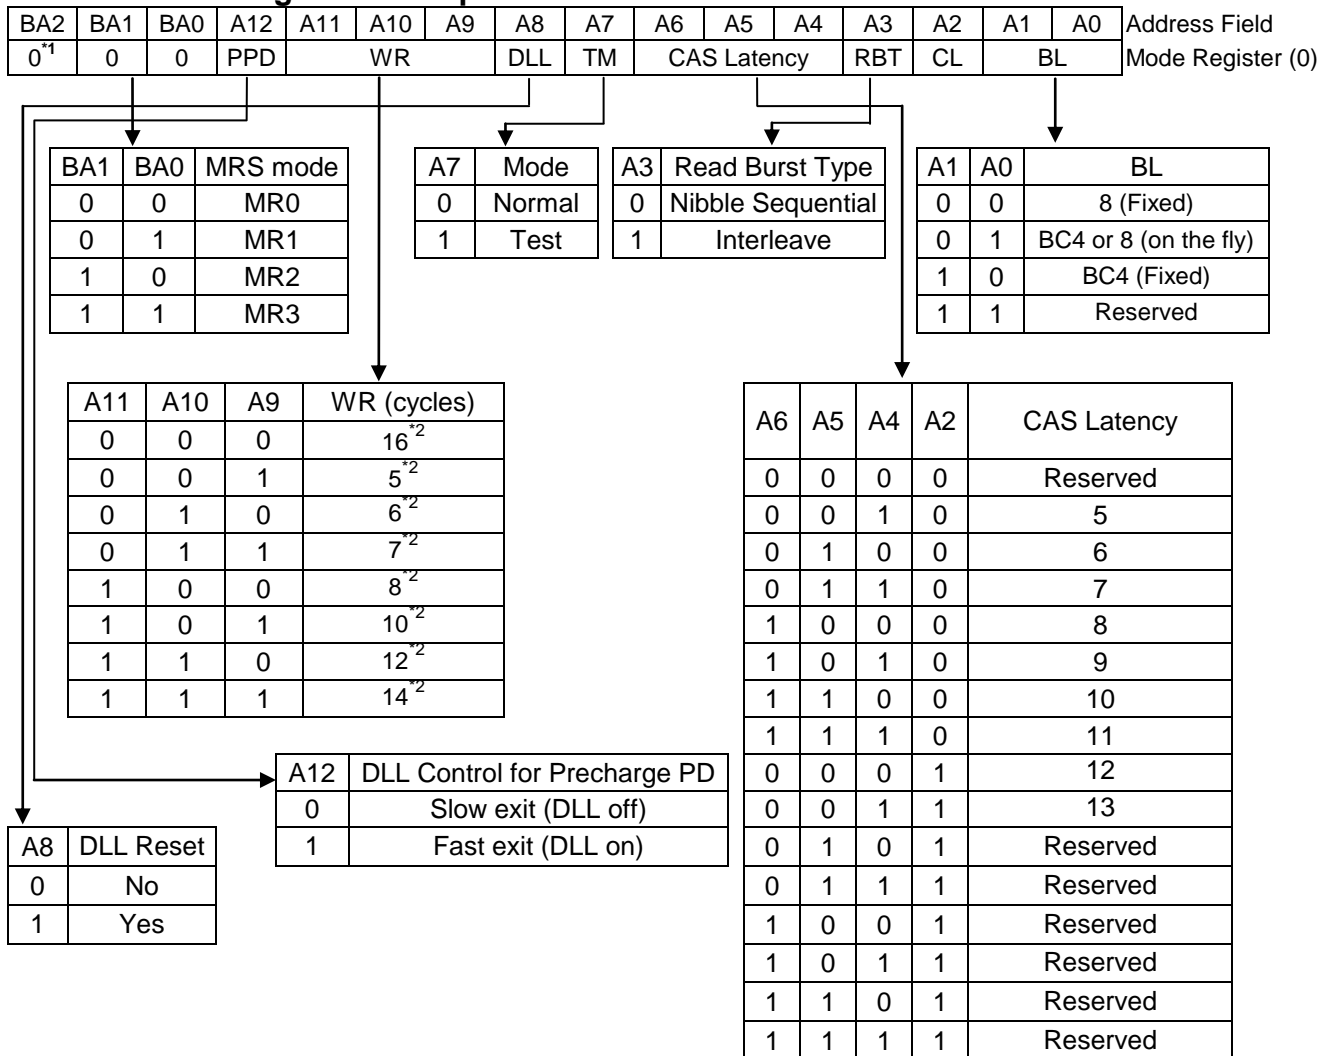 BA2 BA1 BA0 A12 A11 A10 A9 A8 A7 A6 A5 A4 A3 A2 A1 A0 Address Field
0*1 0 0 PPD WR DLL TM CAS Latency RBT CL BL Mode Register (0)
BA1 BA0 MRS mode
0 0 MR0
0 1 MR1
1 0 MR2
1 1 MR3
A7 Mode
0 Normal
1 Test
A3 Read Burst Type
0 Nibble Sequential
1 Interleave
A1 A0 BL
0 0 8 (Fixed)
0 1 BC4 or 8 (on the fly)
1 0 BC4 (Fixed)
1 1 Reserved
A11 A10 A9 WR (cycles)
0 0 0 16*2
0 0 1 5*2
0 1 0 6*2
0 1 1 7*2
1 0 0 8*2
1 0 1 10*2
1 1 0 12*2
1 1 1 14*2
A6 A5 A4 A2 CAS Latency
0 0 0 0 Reserved
0 0 1 0 5
0 1 0 0 6
0 1 1 0 7
1 0 0 0 8
1 0 1 0 9
1 1 0 0 10
1 1 1 0 11
0 0 0 1 12
0 0 1 1 13
0 1 0 1 Reserved
0 1 1 1 Reserved
1 0 0 1 Reserved
1 0 1 1 Reserved
1 1 0 1 Reserved
1 1 1 1 Reserved
A12 DLL Control for Precharge PD
0 Slow exit (DLL off)
1 Fast exit (DLL on)
A8 DLL Reset
0 No
1 Yes